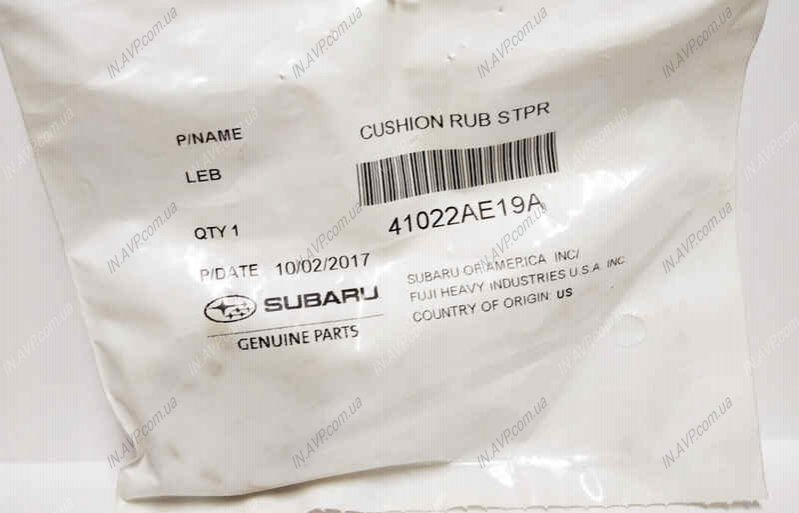 P/NAME CUSHION RUB STPR
LEB
41022AE19A
QTY 1
P/DATE 10/02/2017
SUBARU
GENUINE PARTS
SUBARU OF AMERICA INC/
FUJI HEAVY INDUSTRIES U.S.A. INC.
COUNTRY OF ORIGIN: US
IN.AVP.com.ua